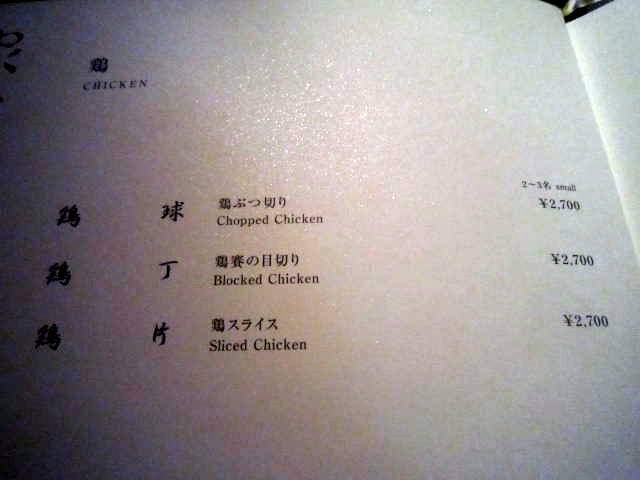 鶏
CHICKEN
2〜3名 small
鶏 球 鶏ぶつ切り ¥2,700
Chopped Chicken
鶏 丁 鶏賽の目切り ¥2,700
Blocked Chicken
鶏 片 鶏スライス ¥2,700
Sliced Chicken